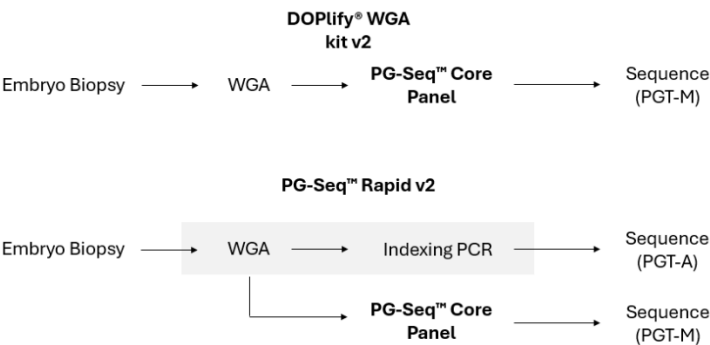 DOPlify® WGA
kit v2
Embryo Biopsy
WGA
PG-Seq™ Core
Panel
Sequence
(PGT-M)
PG-Seq™ Rapid v2
Embryo Biopsy
WGA
Indexing PCR
Sequence
(PGT-A)
PG-Seq™ Core
Panel
Sequence
(PGT-M)